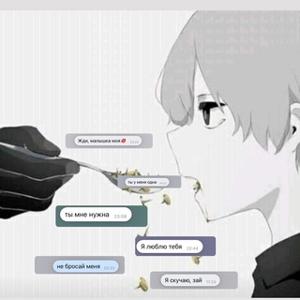 Жди, малышка моя💋
ты у меня одна
ты мне нужна
Я люблю тебя
не бросай меня
Я скучаю, зай